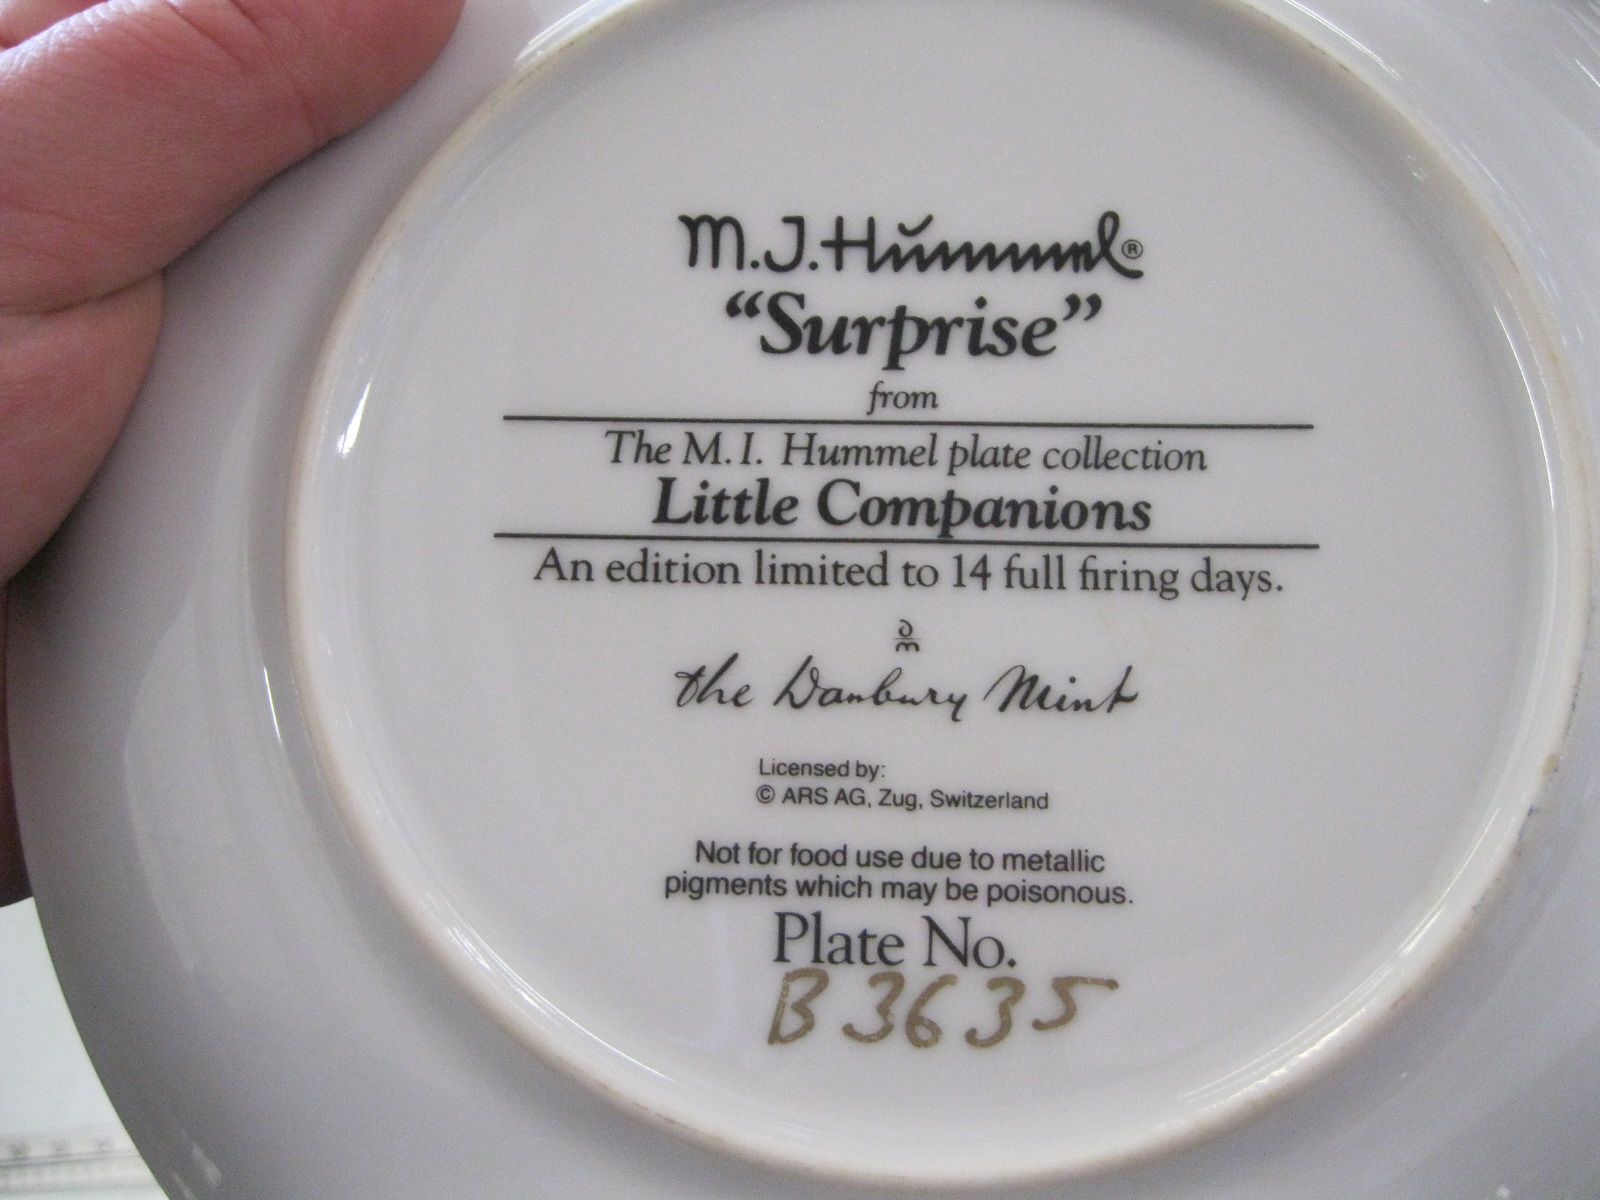 M.J. Hummel®
“Surprise”
from
The M. I. Hummel plate collection
Little Companions
An edition limited to 14 full firing days.
the Danbury Mint
Licensed by:
© ARS AG, Zug, Switzerland
Not for food use due to metallic
pigments which may be poisonous.
Plate No.
B3635